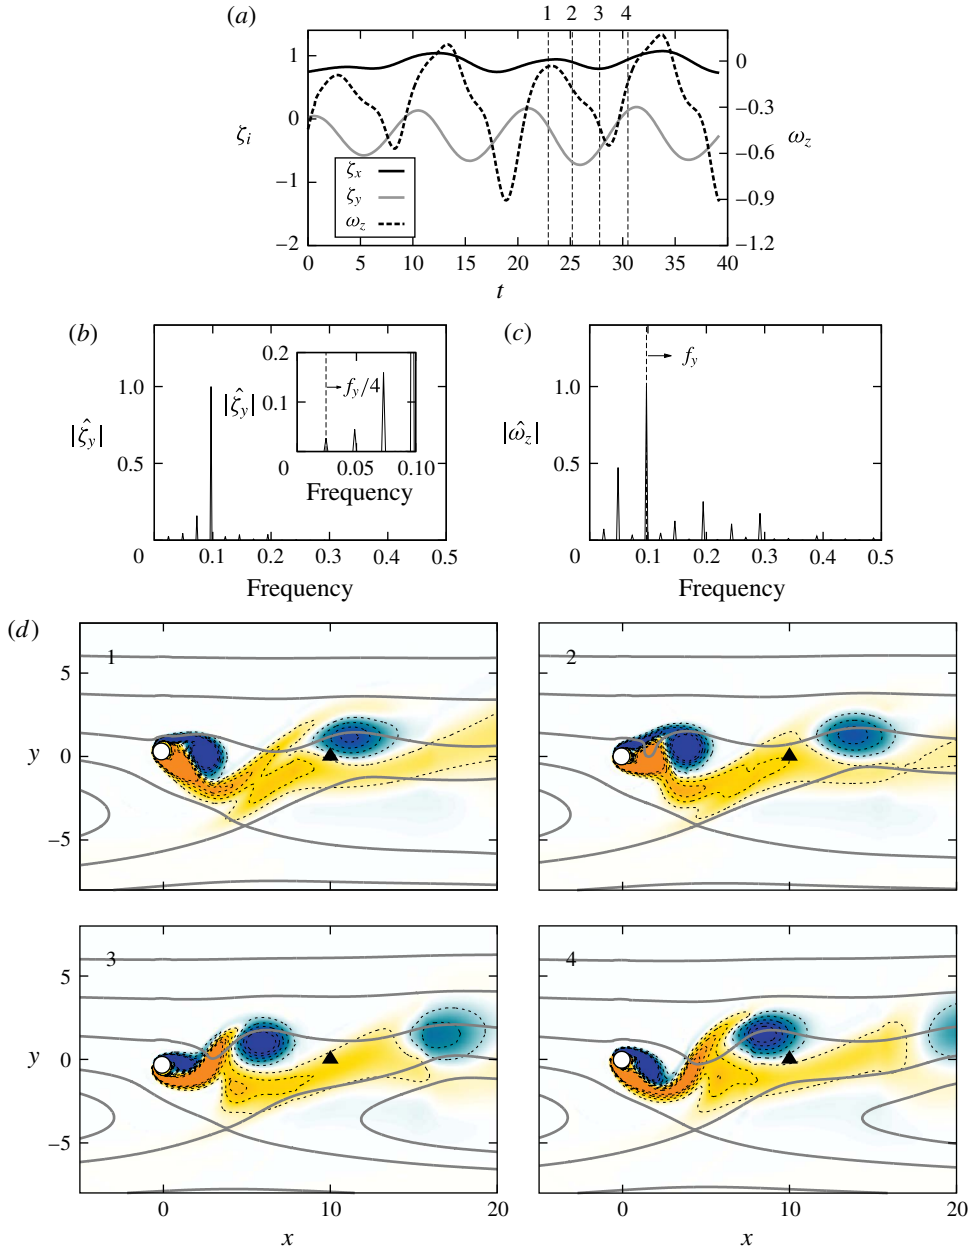 (a)
1 2 3 4
1
0
−1
−2
ζi
0
−0.3
−0.6
−0.9
−1.2
ωz
ζx
ζy
ωz
0 5 10 15 20 25 30 35 40
t
(b)
1.0
0.5
0
|ζ̂y|
0 0.1 0.2 0.3 0.4 0.5
Frequency
0.2
0.1
0
|ζ̂y|
fy/4
0.05 0.10
Frequency
(c)
fy
1.0
0.5
|ω̂z|
0 0.1 0.2 0.3 0.4 0.5
Frequency
(d)
1 2
5
y 0
−5
3 4
5
y 0
−5
0 10 20 0 10 20
x x